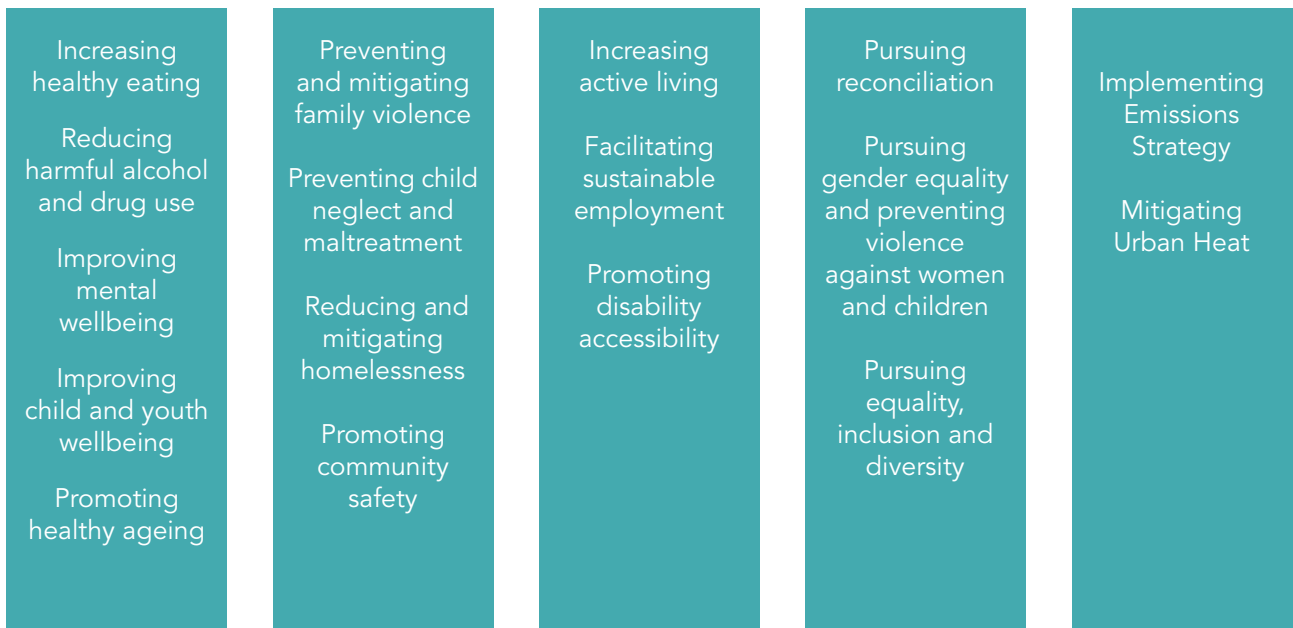 Increasing
healthy eating
Reducing
harmful alcohol
and drug use
Improving
mental
wellbeing
Improving
child and youth
wellbeing
Promoting
healthy ageing
Preventing
and mitigating
family violence
Preventing child
neglect and
maltreatment
Reducing and
mitigating
homelessness
Promoting
community
safety
Increasing
active living
Facilitating
sustainable
employment
Promoting
disability
accessibility
Pursuing
reconciliation
Pursuing
gender equality
and preventing
violence
against women
and children
Pursuing
equality,
inclusion and
diversity
Implementing
Emissions
Strategy
Mitigating
Urban Heat